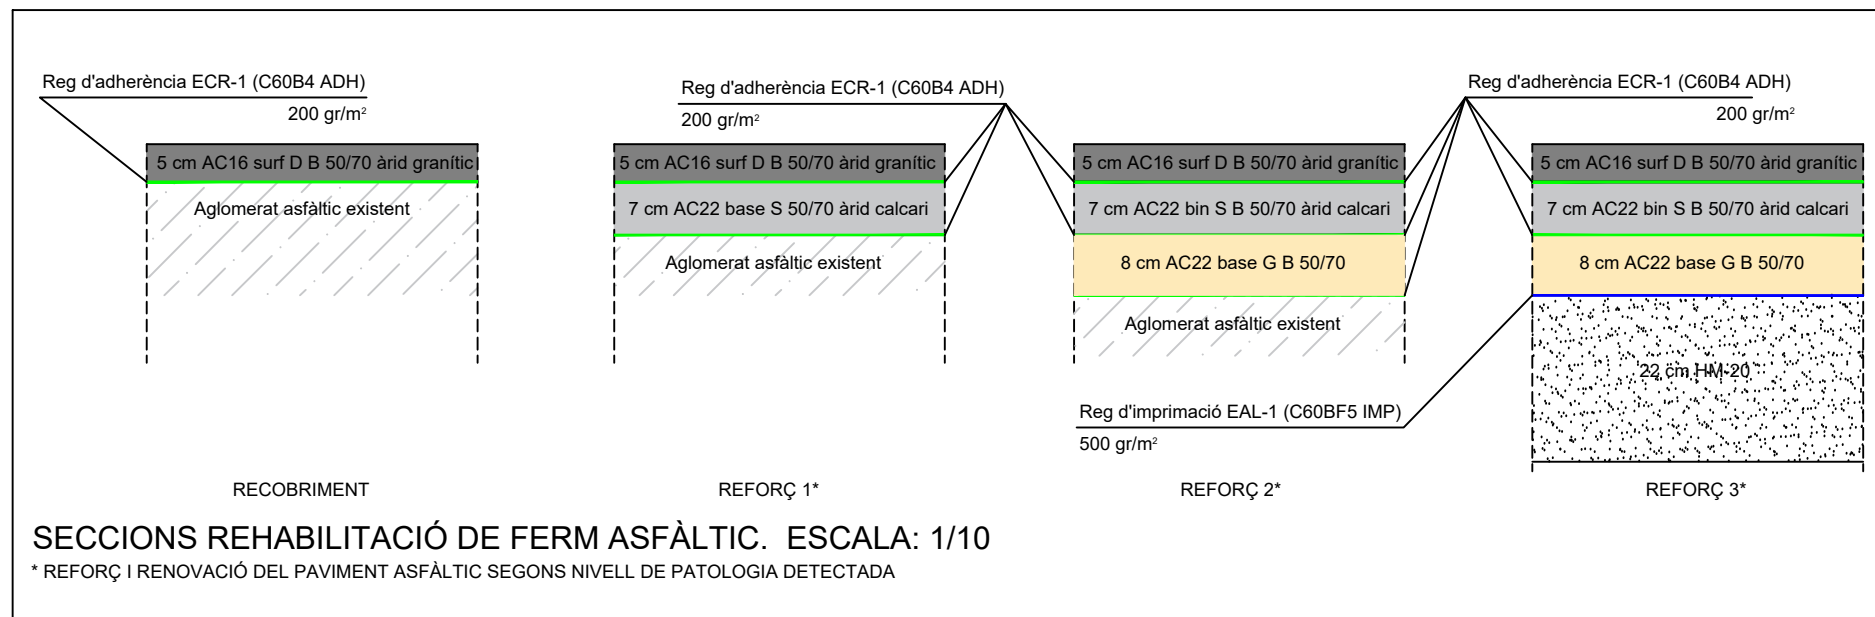 Reg d'adherència ECR-1 (C60B4 ADH)
200 gr/m²
5 cm AC16 surf D B 50/70 àrid granític
Aglomerat asfàltic existent
RECOBRIMENT
Reg d'adherència ECR-1 (C60B4 ADH)
200 gr/m²
5 cm AC16 surf D B 50/70 àrid granític
7 cm AC22 base S 50/70 àrid calcari
Aglomerat asfàltic existent
REFORÇ 1*
5 cm AC16 surf D B 50/70 àrid granític
7 cm AC22 bin S B 50/70 àrid calcari
8 cm AC22 base G B 50/70
Aglomerat asfàltic existent
Reg d'imprimació EAL-1 (C60BF5 IMP)
500 gr/m²
REFORÇ 2*
Reg d'adherència ECR-1 (C60B4 ADH)
200 gr/m²
5 cm AC16 surf D B 50/70 àrid granític
7 cm AC22 bin S B 50/70 àrid calcari
8 cm AC22 base G B 50/70
22 cm HM-20
REFORÇ 3*
SECCIONS REHABILITACIÓ DE FERM ASFÀLTIC. ESCALA: 1/10
* REFORÇ I RENOVACIÓ DEL PAVIMENT ASFÀLTIC SEGONS NIVELL DE PATOLOGIA DETECTADA